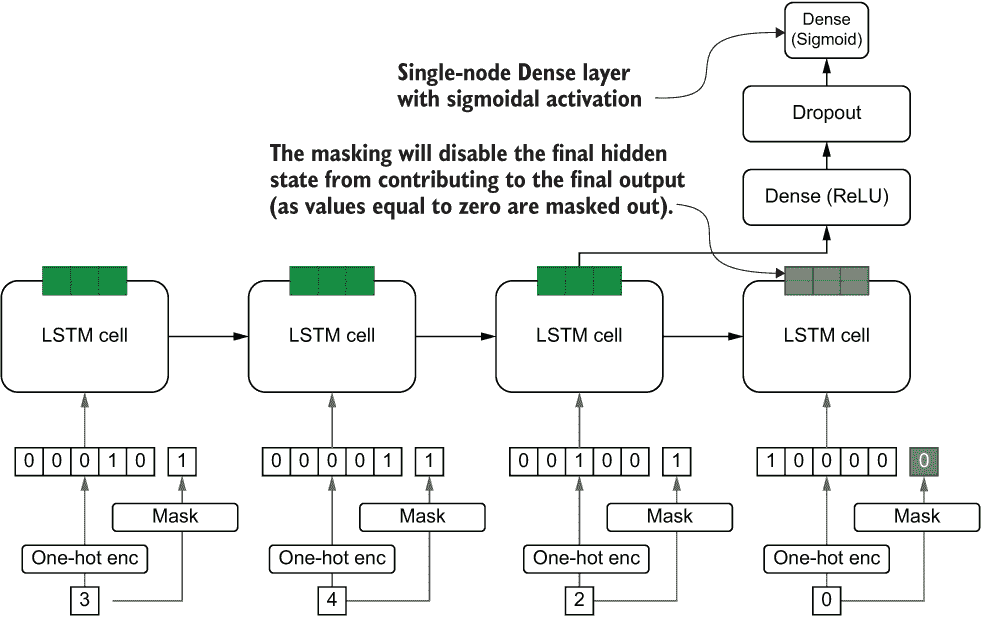 Dense
(Sigmoid)
Single-node Dense layer
with sigmoidal activation
Dropout
The masking will disable the final hidden
state from contributing to the final output
(as values equal to zero are masked out).
Dense (ReLU)
LSTM cell LSTM cell LSTM cell LSTM cell
0 0 0 1 0 1 0 0 0 0 1 1 0 0 1 0 0 1 1 0 0 0 0 0
Mask Mask Mask Mask
One-hot enc One-hot enc One-hot enc One-hot enc
3 4 2 0